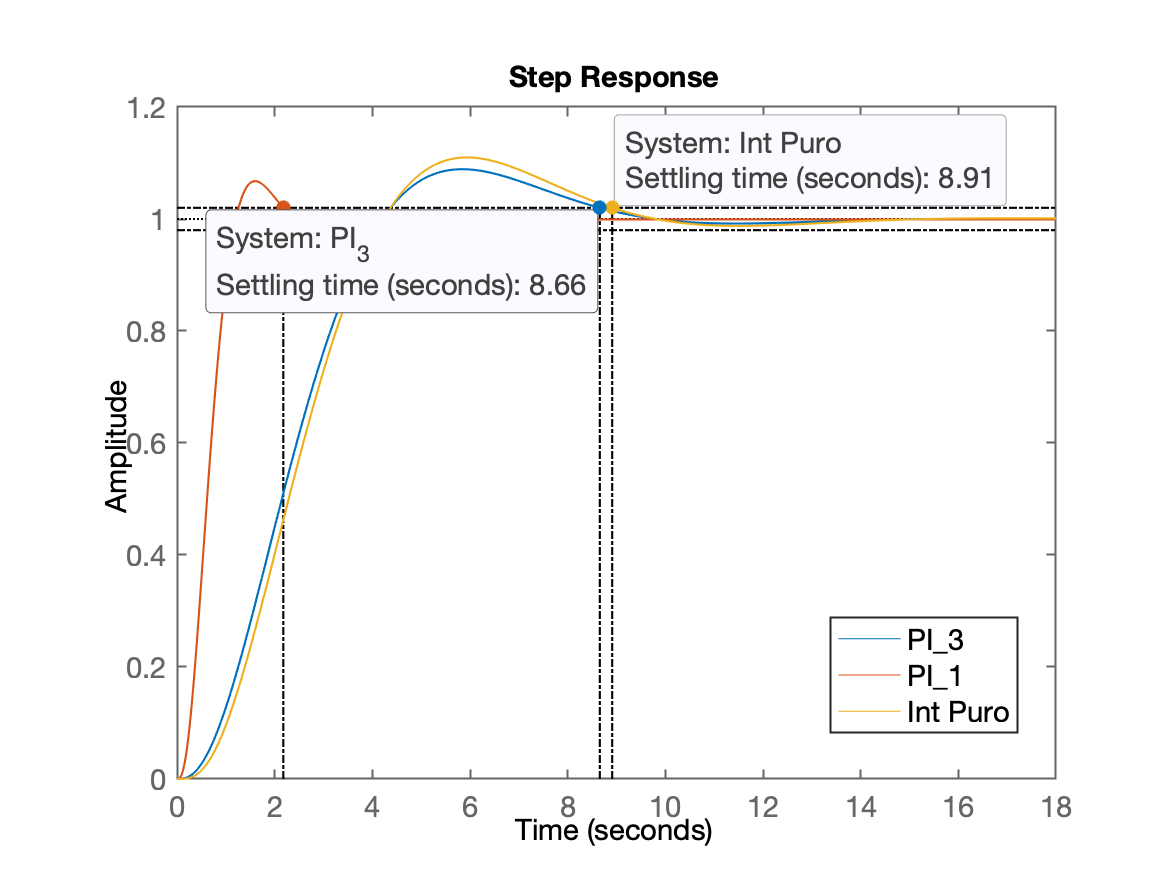 Step Response
1.2
1
0.8
0.6
0.4
0.2
0
Amplitude
System: Int Puro
Settling time (seconds): 8.91
System: PI3
Settling time (seconds): 8.66
PI_3
PI_1
Int Puro
0 2 4 6 8 10 12 14 16 18
Time (seconds)